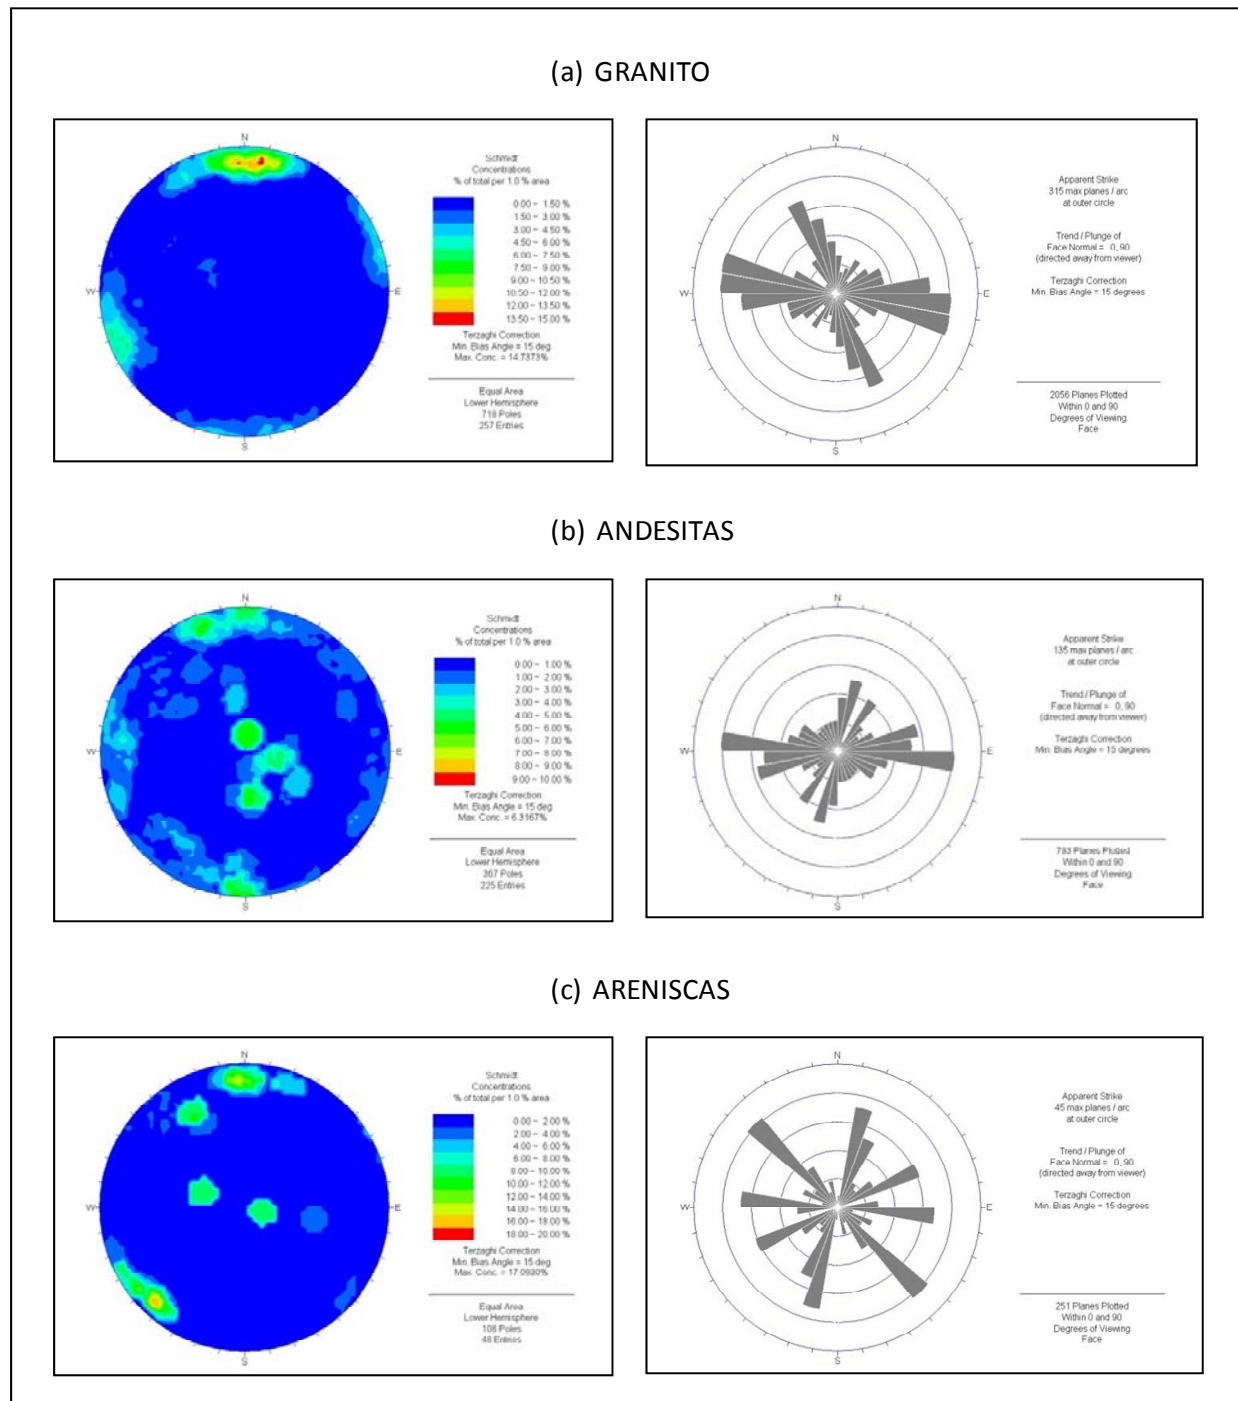 (a) GRANITO
N
W
E
S
Schmidt
Concentrations
% of total per 1.0 % area
0.00 ~ 1.50 %
1.50 ~ 3.00 %
3.00 ~ 4.50 %
4.50 ~ 6.00 %
6.00 ~ 7.50 %
7.50 ~ 9.00 %
9.00 ~ 10.50 %
10.50 ~ 12.00 %
12.00 ~ 13.50 %
13.50 ~ 15.00 %
Terzaghi Correction
Min. Bias Angle = 15 deg
Max. Conc. = 14.7373%
Equal Area
Lower Hemisphere
718 Poles
257 Entries
N
W
E
S
Apparent Strike
315 max planes / arc
at outer circle
Trend / Plunge of
Face Normal = 0, 90
(directed away from viewer)
Terzaghi Correction
Min. Bias Angle = 15 degrees
2056 Planes Plotted
Within 0 and 90
Degrees of Viewing
Face
(b) ANDESITAS
N
W
E
S
Schmidt
Concentrations
% of total per 1.0 % area
0.00 ~ 1.00 %
1.00 ~ 2.00 %
2.00 ~ 3.00 %
3.00 ~ 4.00 %
4.00 ~ 5.00 %
5.00 ~ 6.00 %
6.00 ~ 7.00 %
7.00 ~ 8.00 %
8.00 ~ 9.00 %
9.00 ~ 10.00 %
Terzaghi Correction
Min. Bias Angle = 15 deg
Max. Conc. = 6.3167%
Equal Area
Lower Hemisphere
367 Poles
225 Entries
N
W
E
S
Apparent Strike
135 max planes / arc
at outer circle
Trend / Plunge of
Face Normal = 0, 90
(directed away from viewer)
Terzaghi Correction
Min. Bias Angle = 15 degrees
783 Planes Plotted
Within 0 and 90
Degrees of Viewing
Face
(c) ARENISCAS
N
W
E
S
Schmidt
Concentrations
% of total per 1.0 % area
0.00 ~ 2.00 %
2.00 ~ 4.00 %
4.00 ~ 6.00 %
6.00 ~ 8.00 %
8.00 ~ 10.00 %
10.00 ~ 12.00 %
12.00 ~ 14.00 %
14.00 ~ 16.00 %
16.00 ~ 18.00 %
18.00 ~ 20.00 %
Terzaghi Correction
Min. Bias Angle = 15 deg
Max. Conc. = 17.0920%
Equal Area
Lower Hemisphere
108 Poles
48 Entries
N
W
E
S
Apparent Strike
45 max planes / arc
at outer circle
Trend / Plunge of
Face Normal = 0, 90
(directed away from viewer)
Terzaghi Correction
Min. Bias Angle = 15 degrees
251 Planes Plotted
Within 0 and 90
Degrees of Viewing
Face